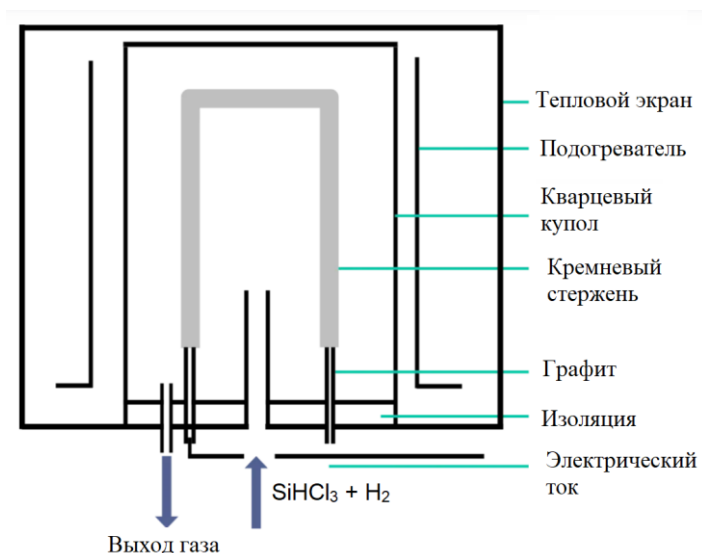 Тепловой экран
Подогреватель
Кварцевый
купол
Кремневый
стержень
Графит
Изоляция
Электрический
ток
SiHCl₃ + H₂
Выход газа